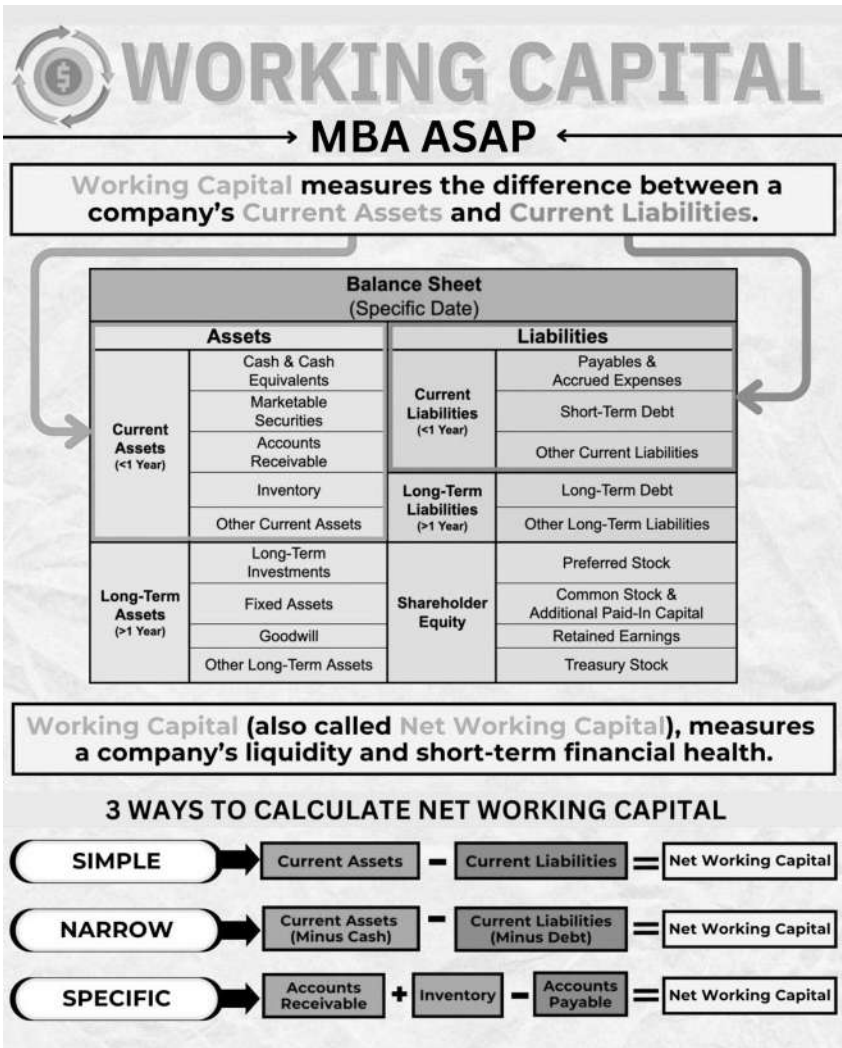 $
WORKING CAPITAL
MBA ASAP
Working Capital measures the difference between a
company's Current Assets and Current Liabilities.
Balance Sheet
(Specific Date)
Assets
Liabilities
Current
Assets
(<1 Year)
Cash & Cash
Equivalents
Marketable
Securities
Accounts
Receivable
Inventory
Other Current Assets
Current
Liabilities
(<1 Year)
Payables &
Accrued Expenses
Short-Term Debt
Other Current Liabilities
Long-Term
Liabilities
(>1 Year)
Long-Term Debt
Other Long-Term Liabilities
Long-Term
Assets
(>1 Year)
Long-Term
Investments
Fixed Assets
Goodwill
Other Long-Term Assets
Shareholder
Equity
Preferred Stock
Common Stock &
Additional Paid-In Capital
Retained Earnings
Treasury Stock
Working Capital (also called Net Working Capital), measures
a company's liquidity and short-term financial health.
3 WAYS TO CALCULATE NET WORKING CAPITAL
SIMPLE
Current Assets - Current Liabilities = Net Working Capital
NARROW
Current Assets
(Minus Cash)
-
Current Liabilities
(Minus Debt)
=
Net Working Capital
SPECIFIC
Accounts
Receivable
+
Inventory
-
Accounts
Payable
=
Net Working Capital